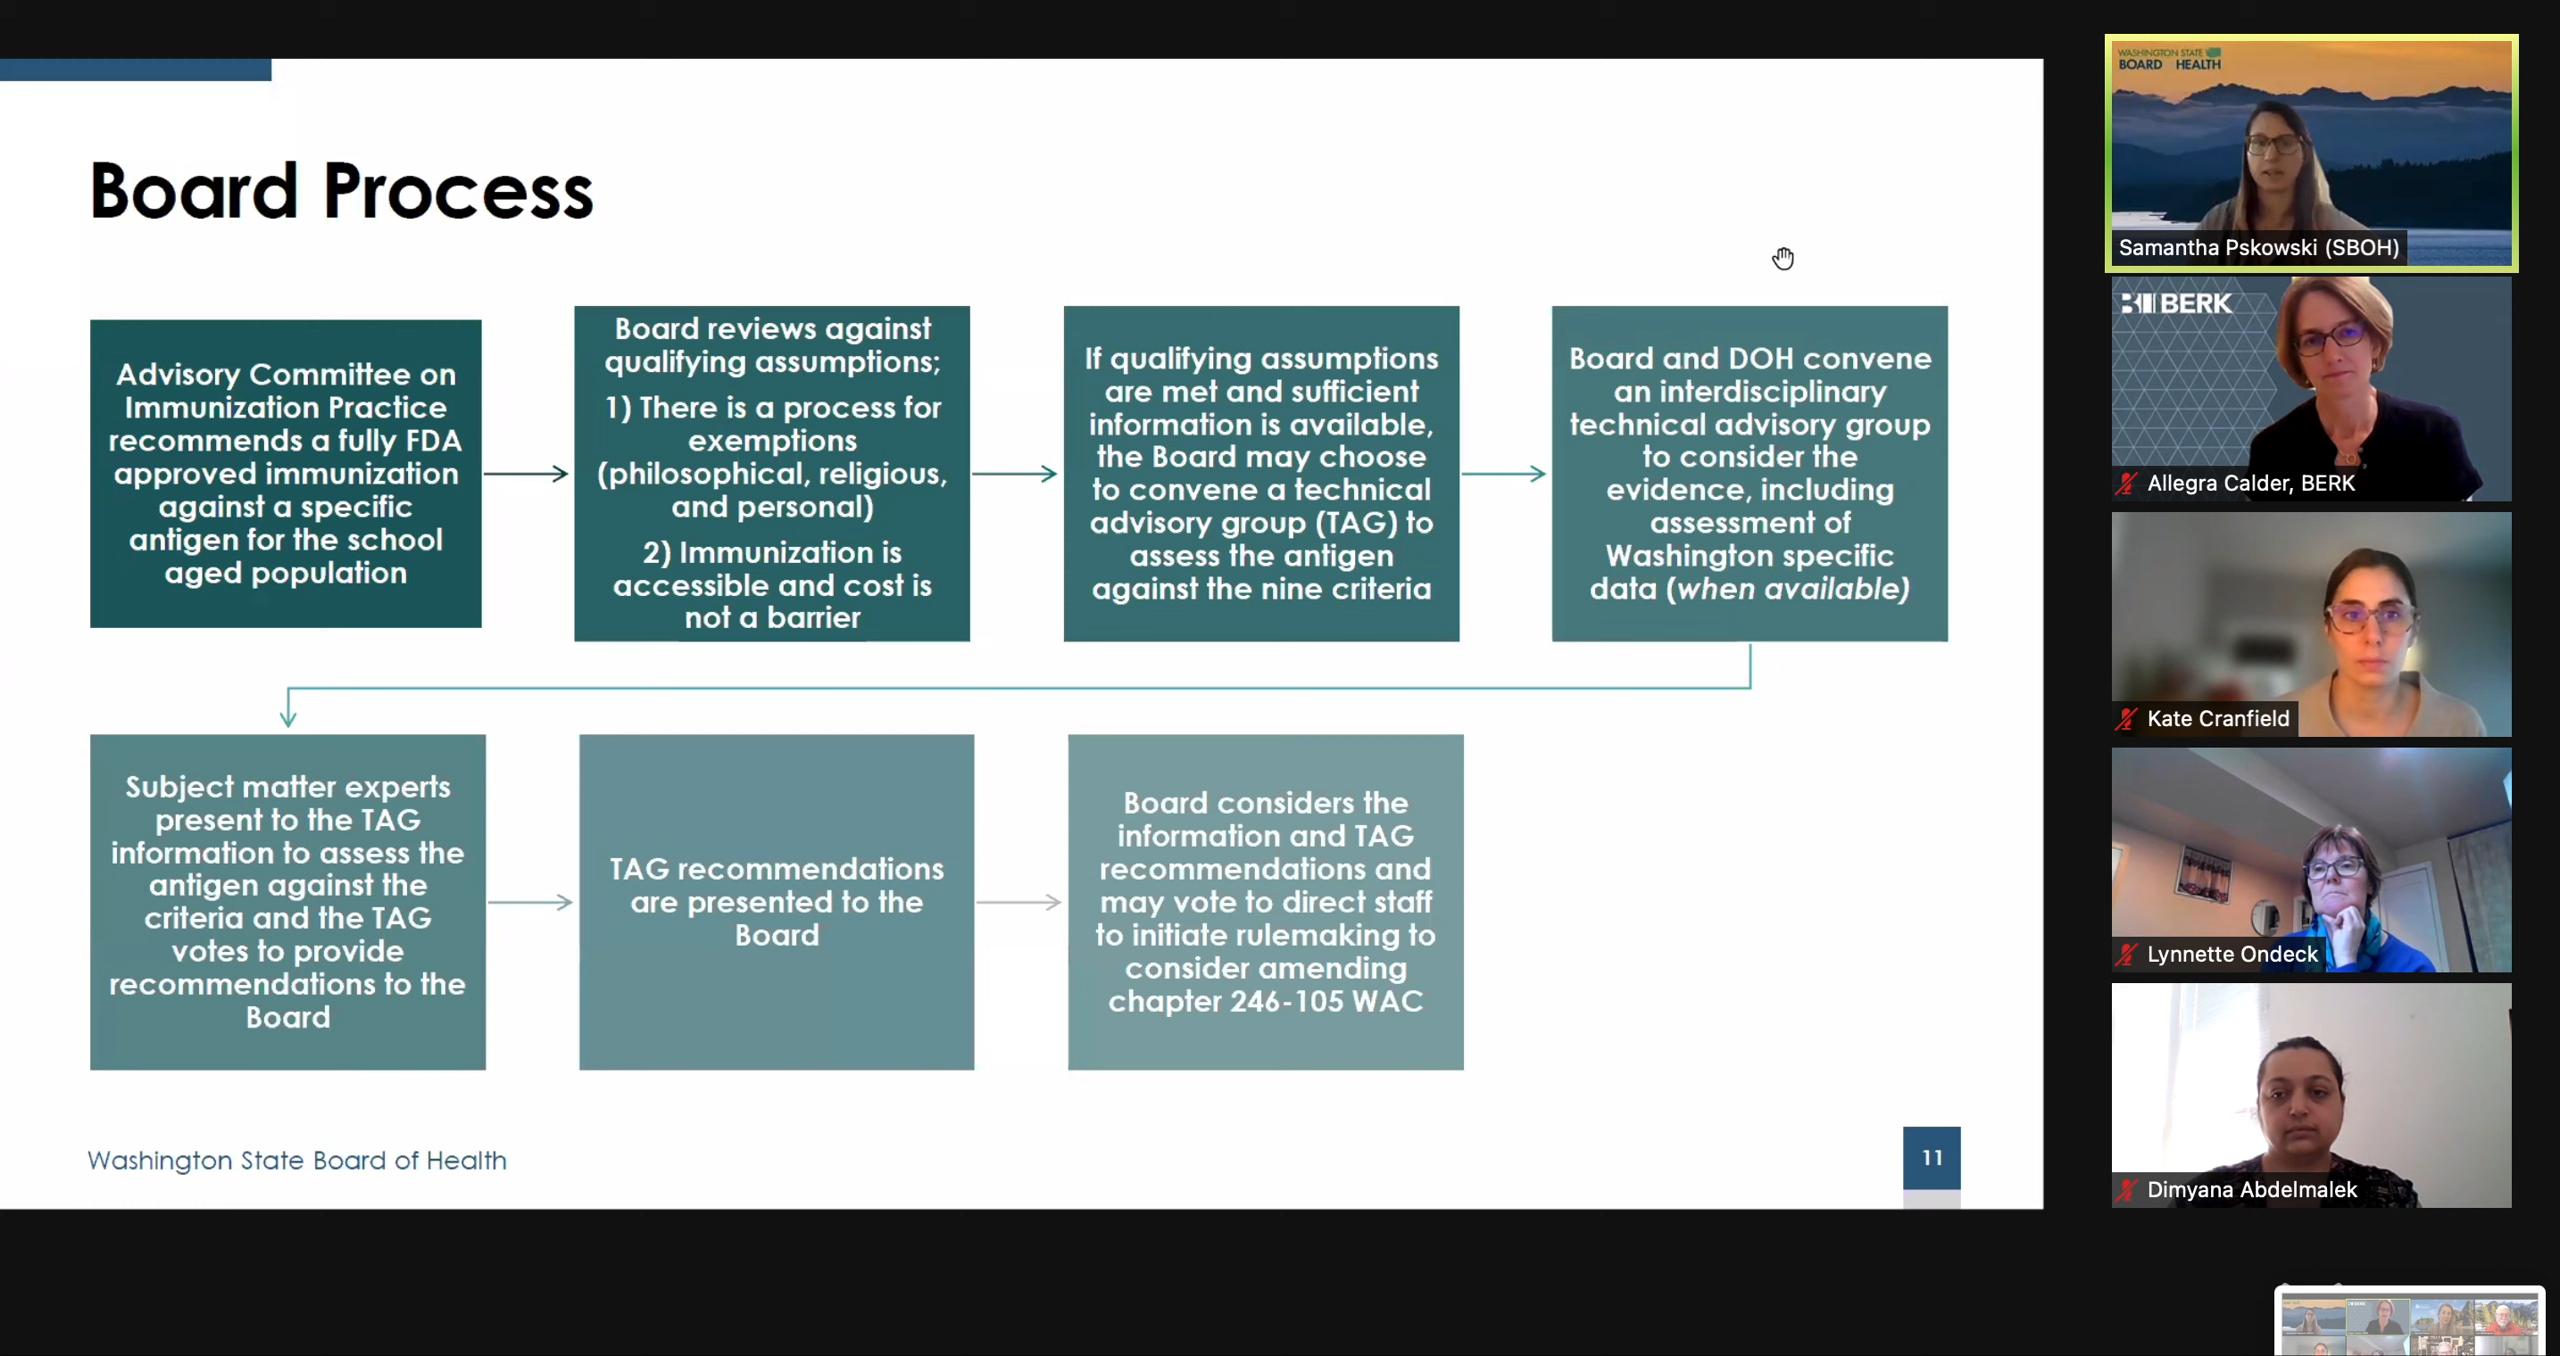 Board Process
Advisory Committee on
Immunization Practice
recommends a fully FDA
approved immunization
against a specific
antigen for the school
aged population
Board reviews against
qualifying assumptions;
1) There is a process for
exemptions
(philosophical, religious,
and personal)
2) Immunization is
accessible and cost is
not a barrier
If qualifying assumptions
are met and sufficient
information is available,
the Board may choose
to convene a technical
advisory group (TAG) to
assess the antigen
against the nine criteria
Board and DOH convene
an interdisciplinary
technical advisory group
to consider the
evidence, including
assessment of
Washington specific
data (when available)
Subject matter experts
present to the TAG
information to assess the
antigen against the
criteria and the TAG
votes to provide
recommendations to the
Board
TAG recommendations
are presented to the
Board
Board considers the
information and TAG
recommendations and
may vote to direct staff
to initiate rulemaking to
consider amending
chapter 246-105 WAC
Washington State Board of Health
11
WASHINGTON STATE
BOARD HEALTH
Samantha Pskowski (SBOH)
BERK
Allegra Calder, BERK
Kate Cranfield
Lynnette Ondeck
Dimyana Abdelmalek